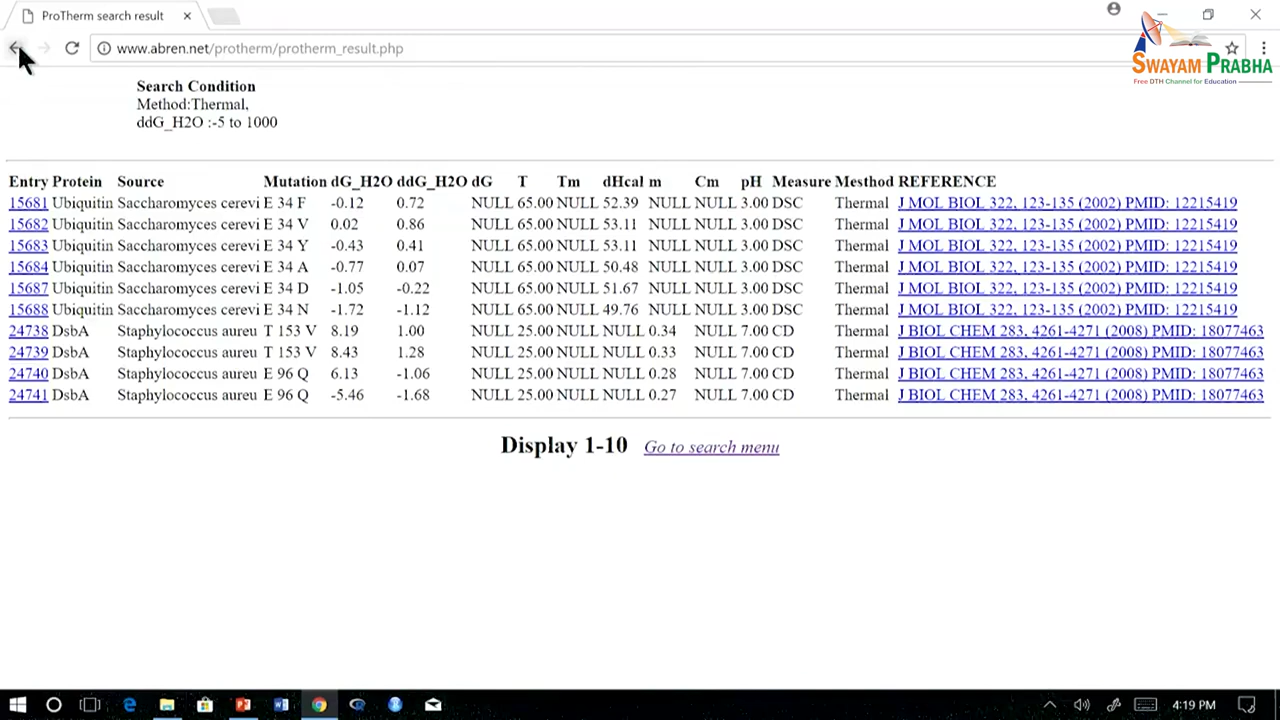 ProTherm search result
www.abren.net/protherm/protherm_result.php
SWAYAM PRABHA
Free DTH Channel for Education
Search Condition
Method:Thermal,
ddG_H2O :-5 to 1000
Entry Protein Source Mutation dG_H2O ddG_H2O dG T Tm dHcal m Cm pH Measure Mesthod REFERENCE
15681 Ubiquitin Saccharomyces cerevi E 34 F -0.12 0.72 NULL 65.00 NULL 52.39 NULL NULL 3.00 DSC Thermal J MOL BIOL 322, 123-135 (2002) PMID: 12215419
15682 Ubiquitin Saccharomyces cerevi E 34 V 0.02 0.86 NULL 65.00 NULL 53.11 NULL NULL 3.00 DSC Thermal J MOL BIOL 322, 123-135 (2002) PMID: 12215419
15683 Ubiquitin Saccharomyces cerevi E 34 Y -0.43 0.41 NULL 65.00 NULL 53.11 NULL NULL 3.00 DSC Thermal J MOL BIOL 322, 123-135 (2002) PMID: 12215419
15684 Ubiquitin Saccharomyces cerevi E 34 A -0.77 0.07 NULL 65.00 NULL 50.48 NULL NULL 3.00 DSC Thermal J MOL BIOL 322, 123-135 (2002) PMID: 12215419
15687 Ubiquitin Saccharomyces cerevi E 34 D -1.05 -0.22 NULL 65.00 NULL 51.67 NULL NULL 3.00 DSC Thermal J MOL BIOL 322, 123-135 (2002) PMID: 12215419
15688 Ubiquitin Saccharomyces cerevi E 34 N -1.72 -1.12 NULL 65.00 NULL 49.76 NULL NULL 3.00 DSC Thermal J MOL BIOL 322, 123-135 (2002) PMID: 12215419
24738 DsbA Staphylococcus aureu T 153 V 8.19 1.00 NULL 25.00 NULL NULL 0.34 NULL 7.00 CD Thermal J BIOL CHEM 283, 4261-4271 (2008) PMID: 18077463
24739 DsbA Staphylococcus aureu T 153 V 8.43 1.28 NULL 25.00 NULL NULL 0.33 NULL 7.00 CD Thermal J BIOL CHEM 283, 4261-4271 (2008) PMID: 18077463
24740 DsbA Staphylococcus aureu E 96 Q 6.13 -1.06 NULL 25.00 NULL NULL 0.28 NULL 7.00 CD Thermal J BIOL CHEM 283, 4261-4271 (2008) PMID: 18077463
24741 DsbA Staphylococcus aureu E 96 Q -5.46 -1.68 NULL 25.00 NULL NULL 0.27 NULL 7.00 CD Thermal J BIOL CHEM 283, 4261-4271 (2008) PMID: 18077463
Display 1-10 Go to search menu
4:19 PM